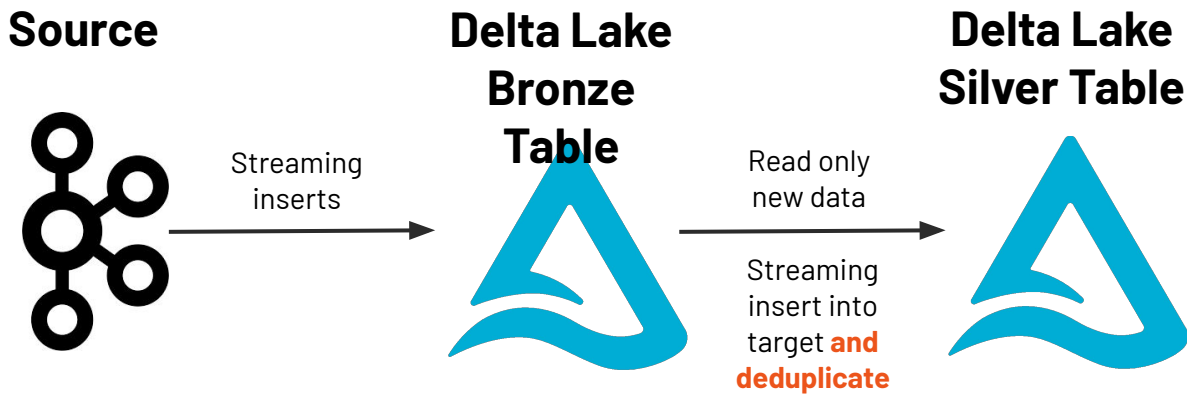 Source
Delta Lake
Bronze
Table
Delta Lake
Silver Table
Streaming
inserts
Read only
new data
Streaming
insert into
target and
deduplicate